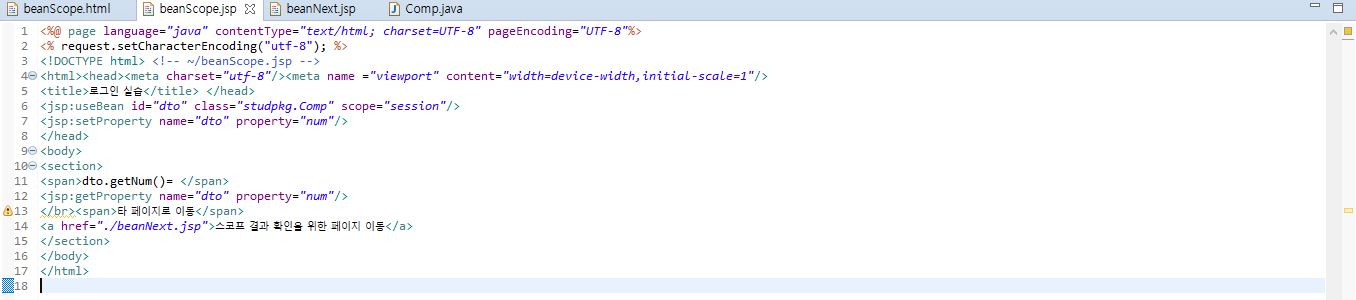 beanScope.html beanScope.jsp beanNext.jsp Comp.java
1 <%@ page language="java" contentType="text/html; charset=UTF-8" pageEncoding="UTF-8"%>
2 <% request.setCharacterEncoding("utf-8"); %>
3 <!DOCTYPE html> <!-- ~/beanScope.jsp -->
4 <html><head><meta charset="utf-8"/><meta name ="viewport" content="width=device-width,initial-scale=1"/>
5 <title>로그인 실습</title> </head>
6 <jsp:useBean id="dto" class="studpkg.Comp" scope="session"/>
7 <jsp:setProperty name="dto" property="num"/>
8 </head>
9 <body>
10 <section>
11 <span>dto.getNum()= </span>
12 <jsp:getProperty name="dto" property="num"/>
13 </br><span>타 페이지로 이동</span>
14 <a href="./beanNext.jsp">스코프 결과 확인을 위한 페이지 이동</a>
15 </section>
16 </body>
17 </html>
18